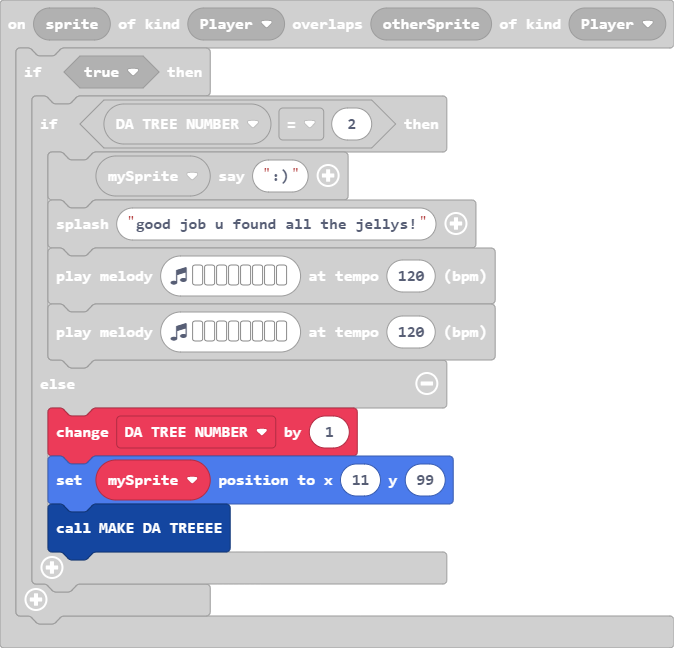 on sprite of kind Player overlaps otherSprite of kind Player
if true then
if DA TREE NUMBER = 2 then
mySprite say ":)"
splash "good job u found all the jellys!"
play melody at tempo 120 (bpm)
play melody at tempo 120 (bpm)
else
change DA TREE NUMBER by 1
set mySprite position to x 11 y 99
call MAKE DA TREEEE